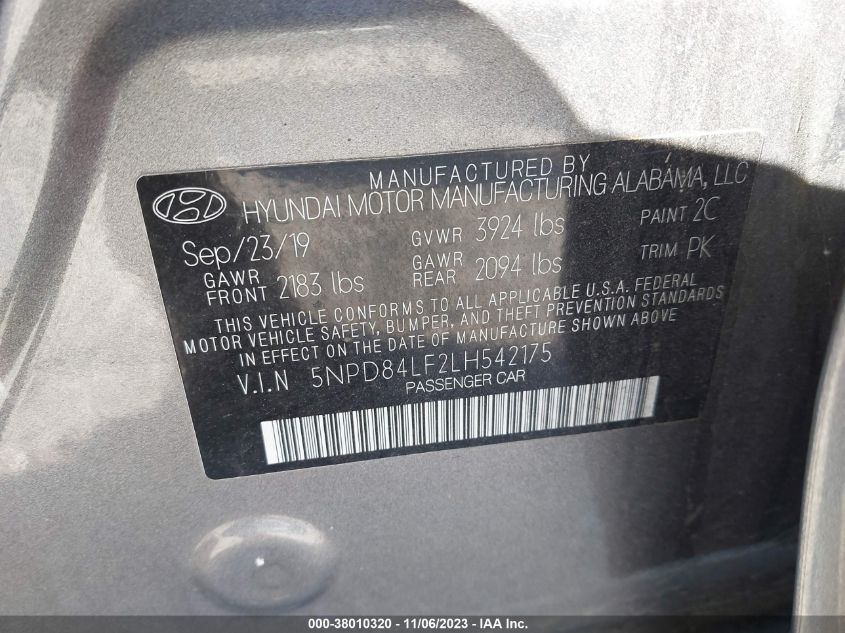 MANUFACTURED BY
HYUNDAI MOTOR MANUFACTURING ALABAMA, LLC
Sep/23/19 GVWR 3924 lbs PAINT 2C
GAWR FRONT 2183 lbs GAWR REAR 2094 lbs TRIM PK
THIS VEHICLE CONFORMS TO ALL APPLICABLE U.S.A. FEDERAL
MOTOR VEHICLE SAFETY, BUMPER, AND THEFT PREVENTION STANDARDS
IN EFFECT ON THE DATE OF MANUFACTURE SHOWN ABOVE
V.I.N 5NPD84LF2LH542175
PASSENGER CAR
000-38010320 - 11/06/2023 - IAA Inc.